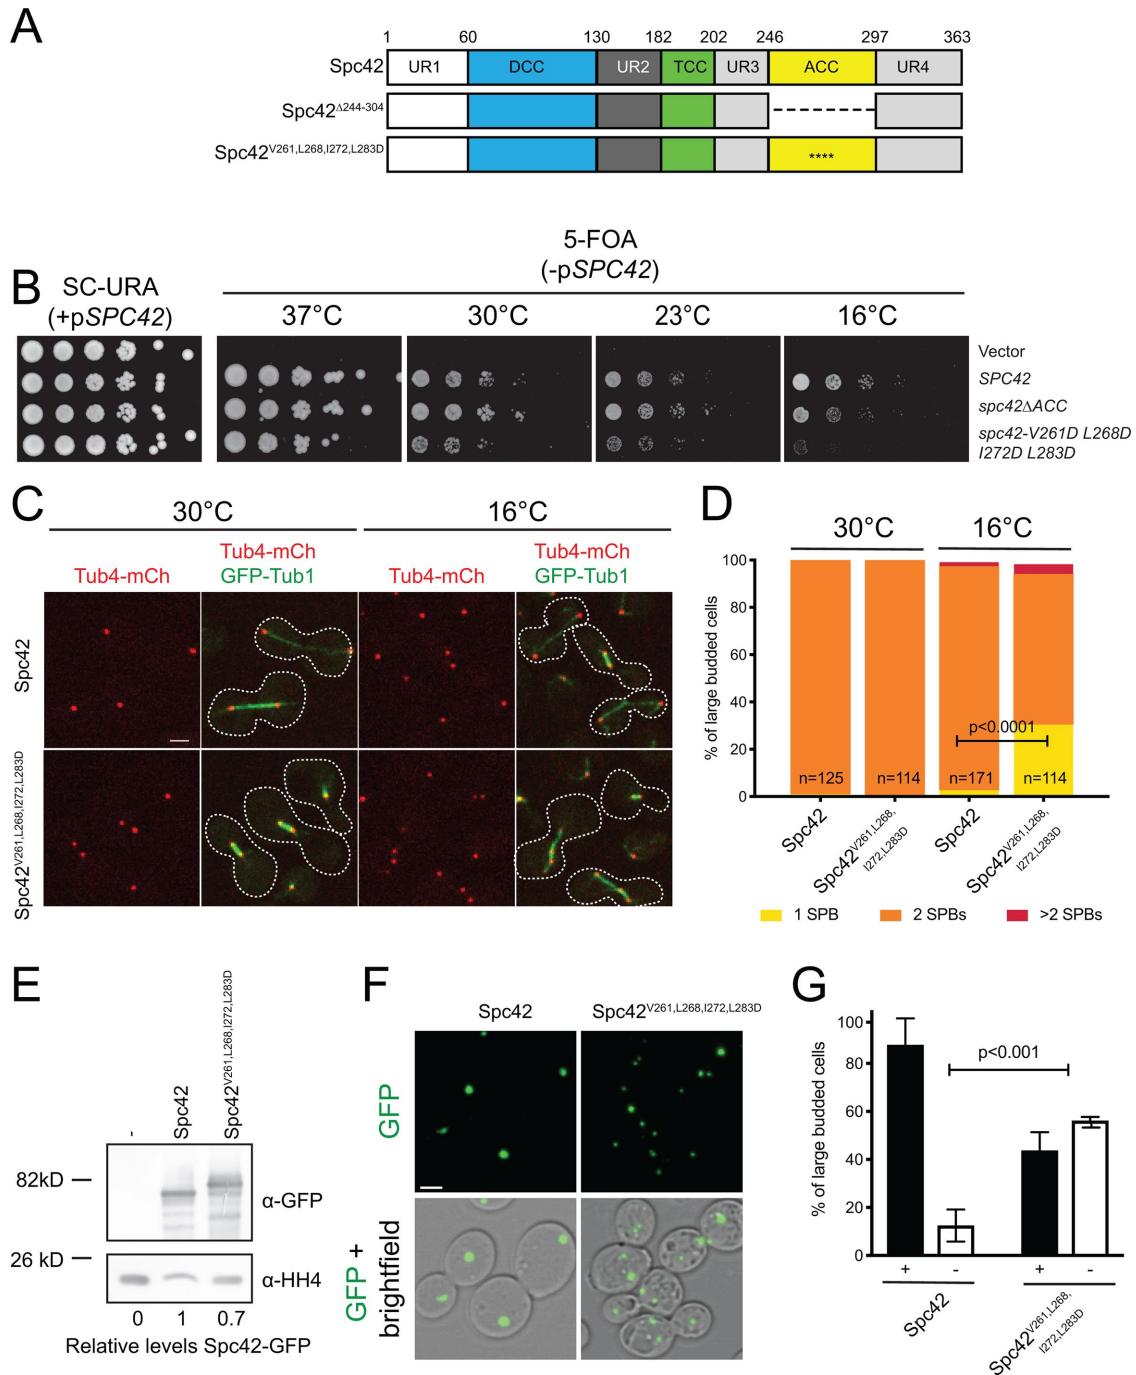 A
1 60 130 182 202 246 297 363
Spc42 UR1 DCC UR2 TCC UR3 ACC UR4
Spc42Δ244-304
Spc42V261,L268,I272,L283D ****
5-FOA
(-pSPC42)
B
SC-URA
(+pSPC42)
37°C 30°C 23°C 16°C
Vector
SPC42
spc42ΔACC
spc42-V261D L268D
I272D L283D
C
30°C 16°C
Tub4-mCh
Tub4-mCh
GFP-Tub1
Tub4-mCh
Tub4-mCh
GFP-Tub1
Spc42
Spc42V261,L268,I272,L283D
D
30°C 16°C
% of large budded cells
100
80
60
40
20
0
p<0.0001
n=125 n=114 n=171 n=114
Spc42
Spc42V261,L268,
I272,L283D
Spc42
Spc42V261,L268,
I272,L283D
1 SPB 2 SPBs >2 SPBs
E
-
Spc42
Spc42V261,L268,I272,L283D
82kD
α-GFP
26 kD
α-HH4
0 1 0.7
Relative levels Spc42-GFP
F
Spc42 Spc42V261,L268,I272,L283D
GFP
GFP +
brightfield
G
% of large budded cells
100
80
60
40
20
0
p<0.001
+ - + -
Spc42
Spc42V261,L268,
I272,L283D